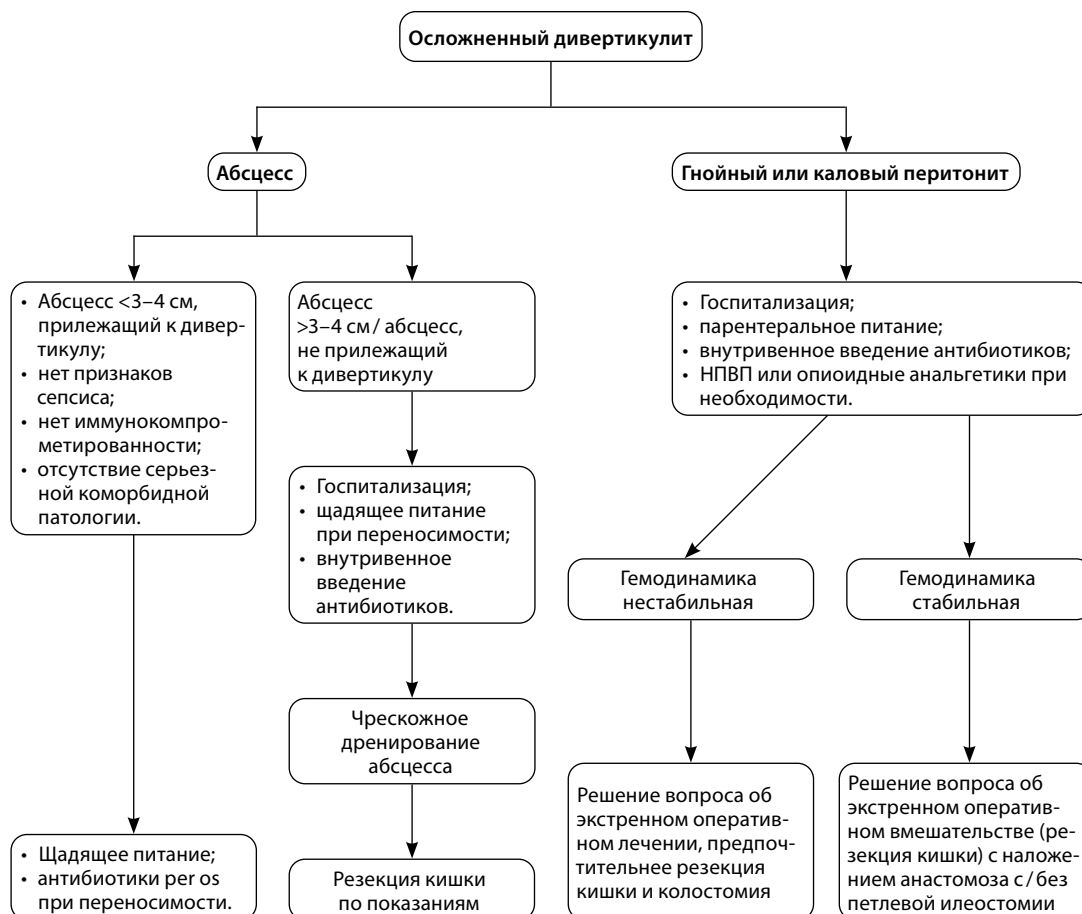 Осложненный дивертикулит
Абсцесс
Гнойный или каловый перитонит
• Абсцесс <3–4 см,
прилежащий к дивер-
тикулу;
• нет признаков
сепсиса;
• нет иммунокомпро-
метированности;
• отсутствие серьез-
ной коморбидной
патологии.
Абсцесс
>3–4 см / абсцесс,
не прилежащий
к дивертикулу
• Госпитализация;
• парентеральное питание;
• внутривенное введение антибиотиков;
• НПВП или опиоидные анальгетики при
необходимости.
• Госпитализация;
• щадящее питание
при переносимости;
• внутривенное
введение
антибиотиков.
Гемодинамика
нестабильная
Гемодинамика
стабильная
Чрескожное
дренирование
абсцесса
• Щадящее питание;
• антибиотики per os
при переносимости.
Резекция кишки
по показаниям
Решение вопроса об
экстренном оператив-
ном лечении, предпоч-
тительнее резекция
кишки и колостомия
Решение вопроса об
экстренном оператив-
ном вмешательстве (ре-
зекция кишки) с наложе-
нием анастомоза с / без
петлевой илеостомии